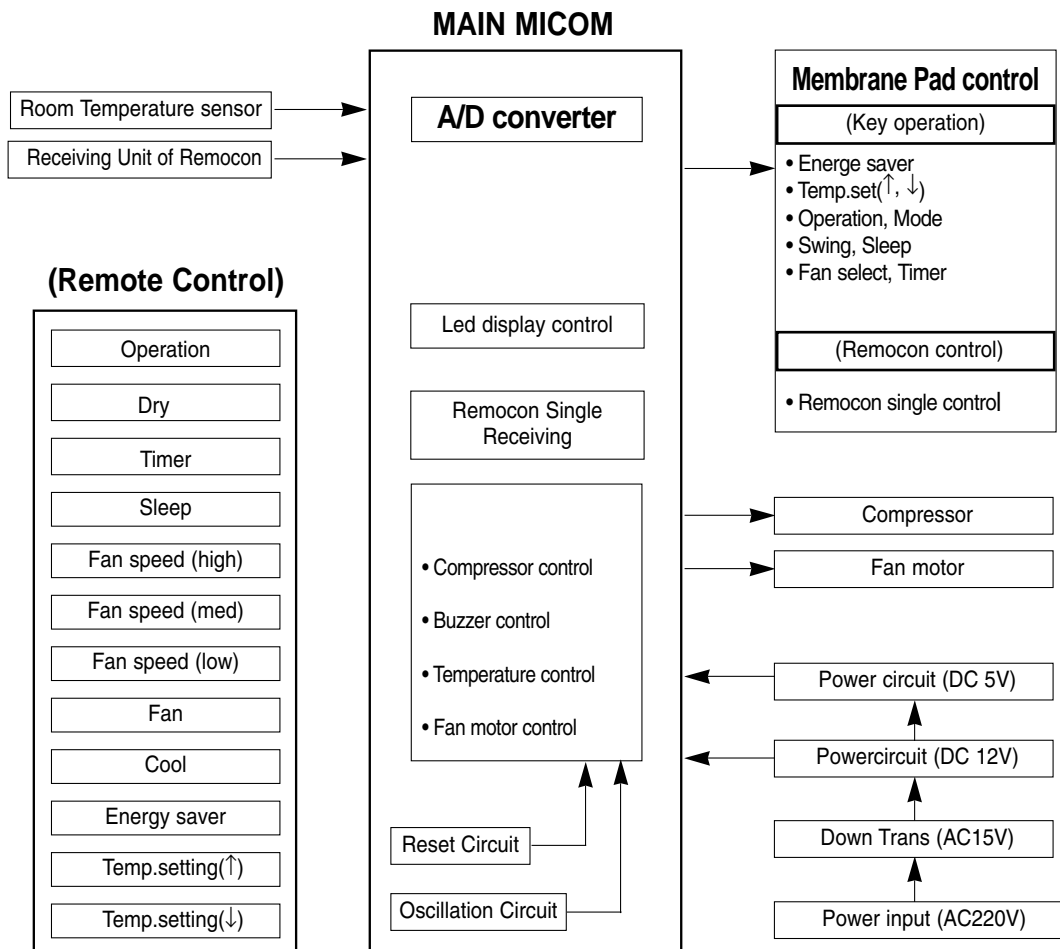 MAIN MICOM
Room Temperature sensor
Receiving Unit of Remocon
(Remote Control)
Operation
Dry
Timer
Sleep
Fan speed (high)
Fan speed (med)
Fan speed (low)
Fan
Cool
Energy saver
Temp.setting(↑)
Temp.setting(↓)
A/D converter
Led display control
Remocon Single
Receiving
• Compressor control
• Buzzer control
• Temperature control
• Fan motor control
Reset Circuit
Oscillation Circuit
Membrane Pad control
(Key operation)
• Energe saver
• Temp.set(↑, ↓)
• Operation, Mode
• Swing, Sleep
• Fan select, Timer
(Remocon control)
• Remocon single control
Compressor
Fan motor
Power circuit (DC 5V)
Powercircuit (DC 12V)
Down Trans (AC15V)
Power input (AC220V)